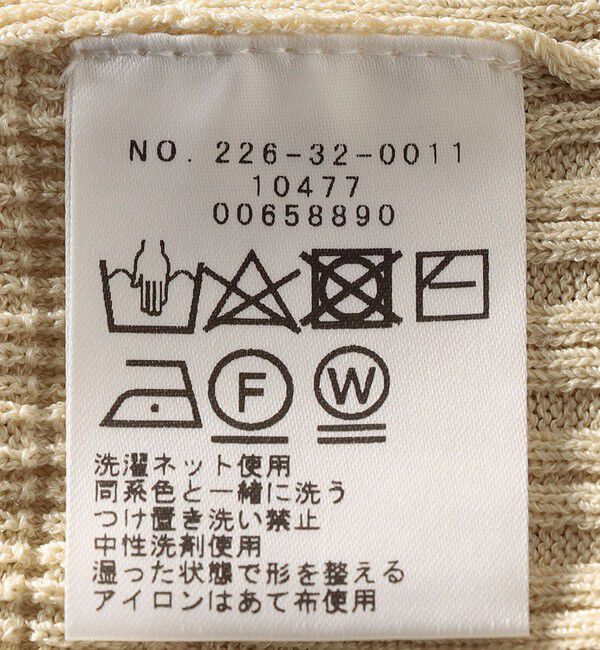 NO. 226-32-0011
10477
00658890
F W
洗濯ネット使用
同系色と一緒に洗う
つけ置き洗い禁止
中性洗剤使用
湿った状態で形を整える
アイロンはあて布使用